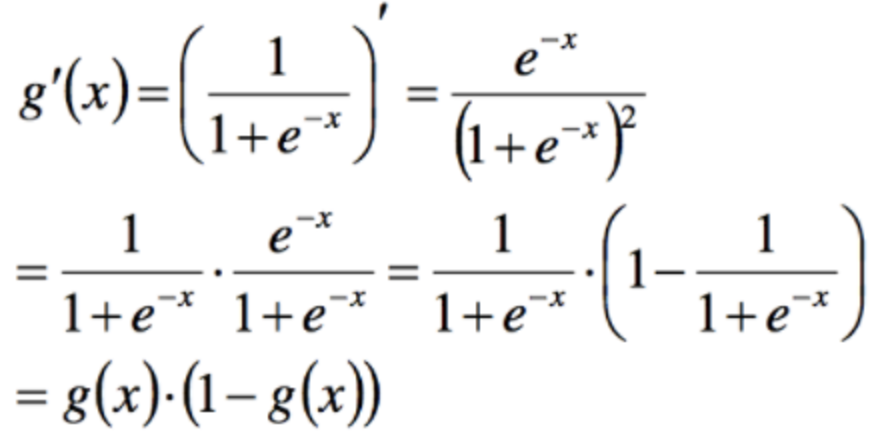 g′(x)=(1/(1+e^{−x}))′ = e^{−x}/(1+e^{−x})²
= 1/(1+e^{−x}) · e^{−x}/(1+e^{−x}) = 1/(1+e^{−x}) · (1− 1/(1+e^{−x}))
= g(x)·(1− g(x))